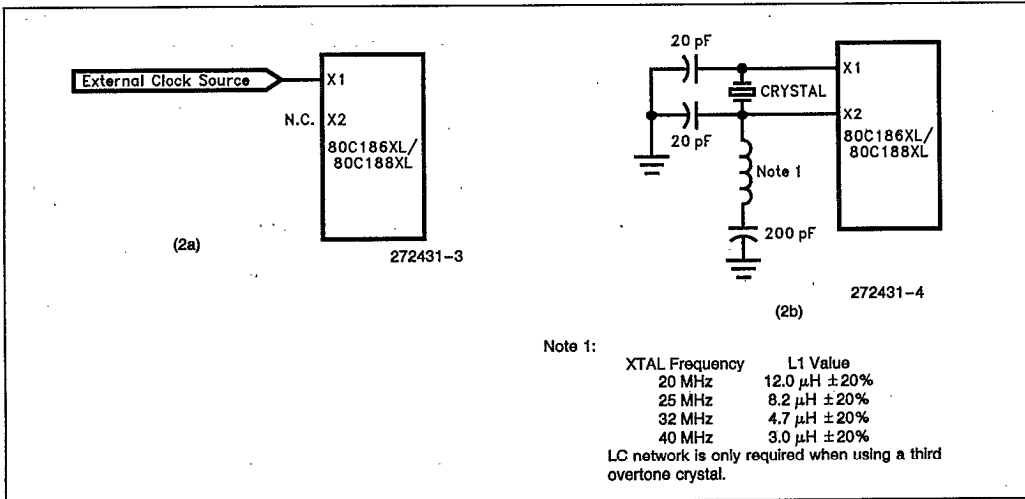 External Clock Source
X1
N.C.
X2
80C186XL/
80C188XL
(2a)
272431-3
20 pF
X1
CRYSTAL
X2
20 pF
80C186XL/
80C188XL
Note 1
200 pF
272431-4
(2b)
Note 1:
XTAL Frequency L1 Value
20 MHz 12.0 μH ±20%
25 MHz 8.2 μH ±20%
32 MHz 4.7 μH ±20%
40 MHz 3.0 μH ±20%
LC network is only required when using a third
overtone crystal.